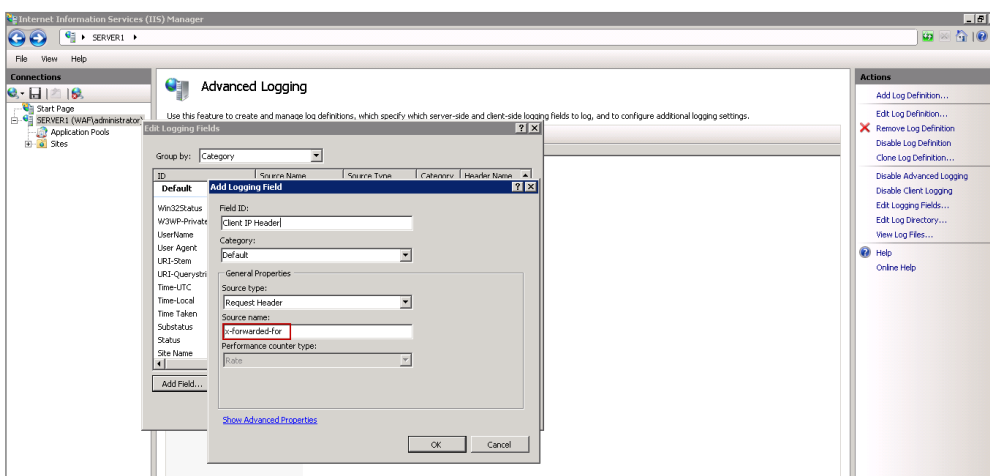 Internet Information Services (IIS) Manager
SERVER1
File View Help
Connections
Start Page
SERVER1 (WAF\administrator)
Application Pools
Sites
Advanced Logging
Use this feature to create and manage log definitions, which specify which server-side and client-side logging fields to log, and to configure additional logging settings.
Edit Logging Fields
Group by: Category
ID Source Name Source Type Category Header Name
Default
Win32Status
W3WP-Private
UserName
User Agent
URI-Stem
URI-Querystri
Time-UTC
Time-Local
Time Taken
Substatus
Status
Site Name
Add Field...
Add Logging Field
Field ID:
Client IP Header
Category:
Default
General Properties
Source type:
Request Header
Source name:
x-forwarded-for
Performance counter type:
Rate
Show Advanced Properties
OK Cancel
Actions
Add Log Definition...
Edit Log Definition...
Remove Log Definition
Disable Log Definition
Clone Log Definition...
Disable Advanced Logging
Disable Client Logging
Edit Logging Fields...
Edit Log Directory...
View Log Files...
Help
Online Help